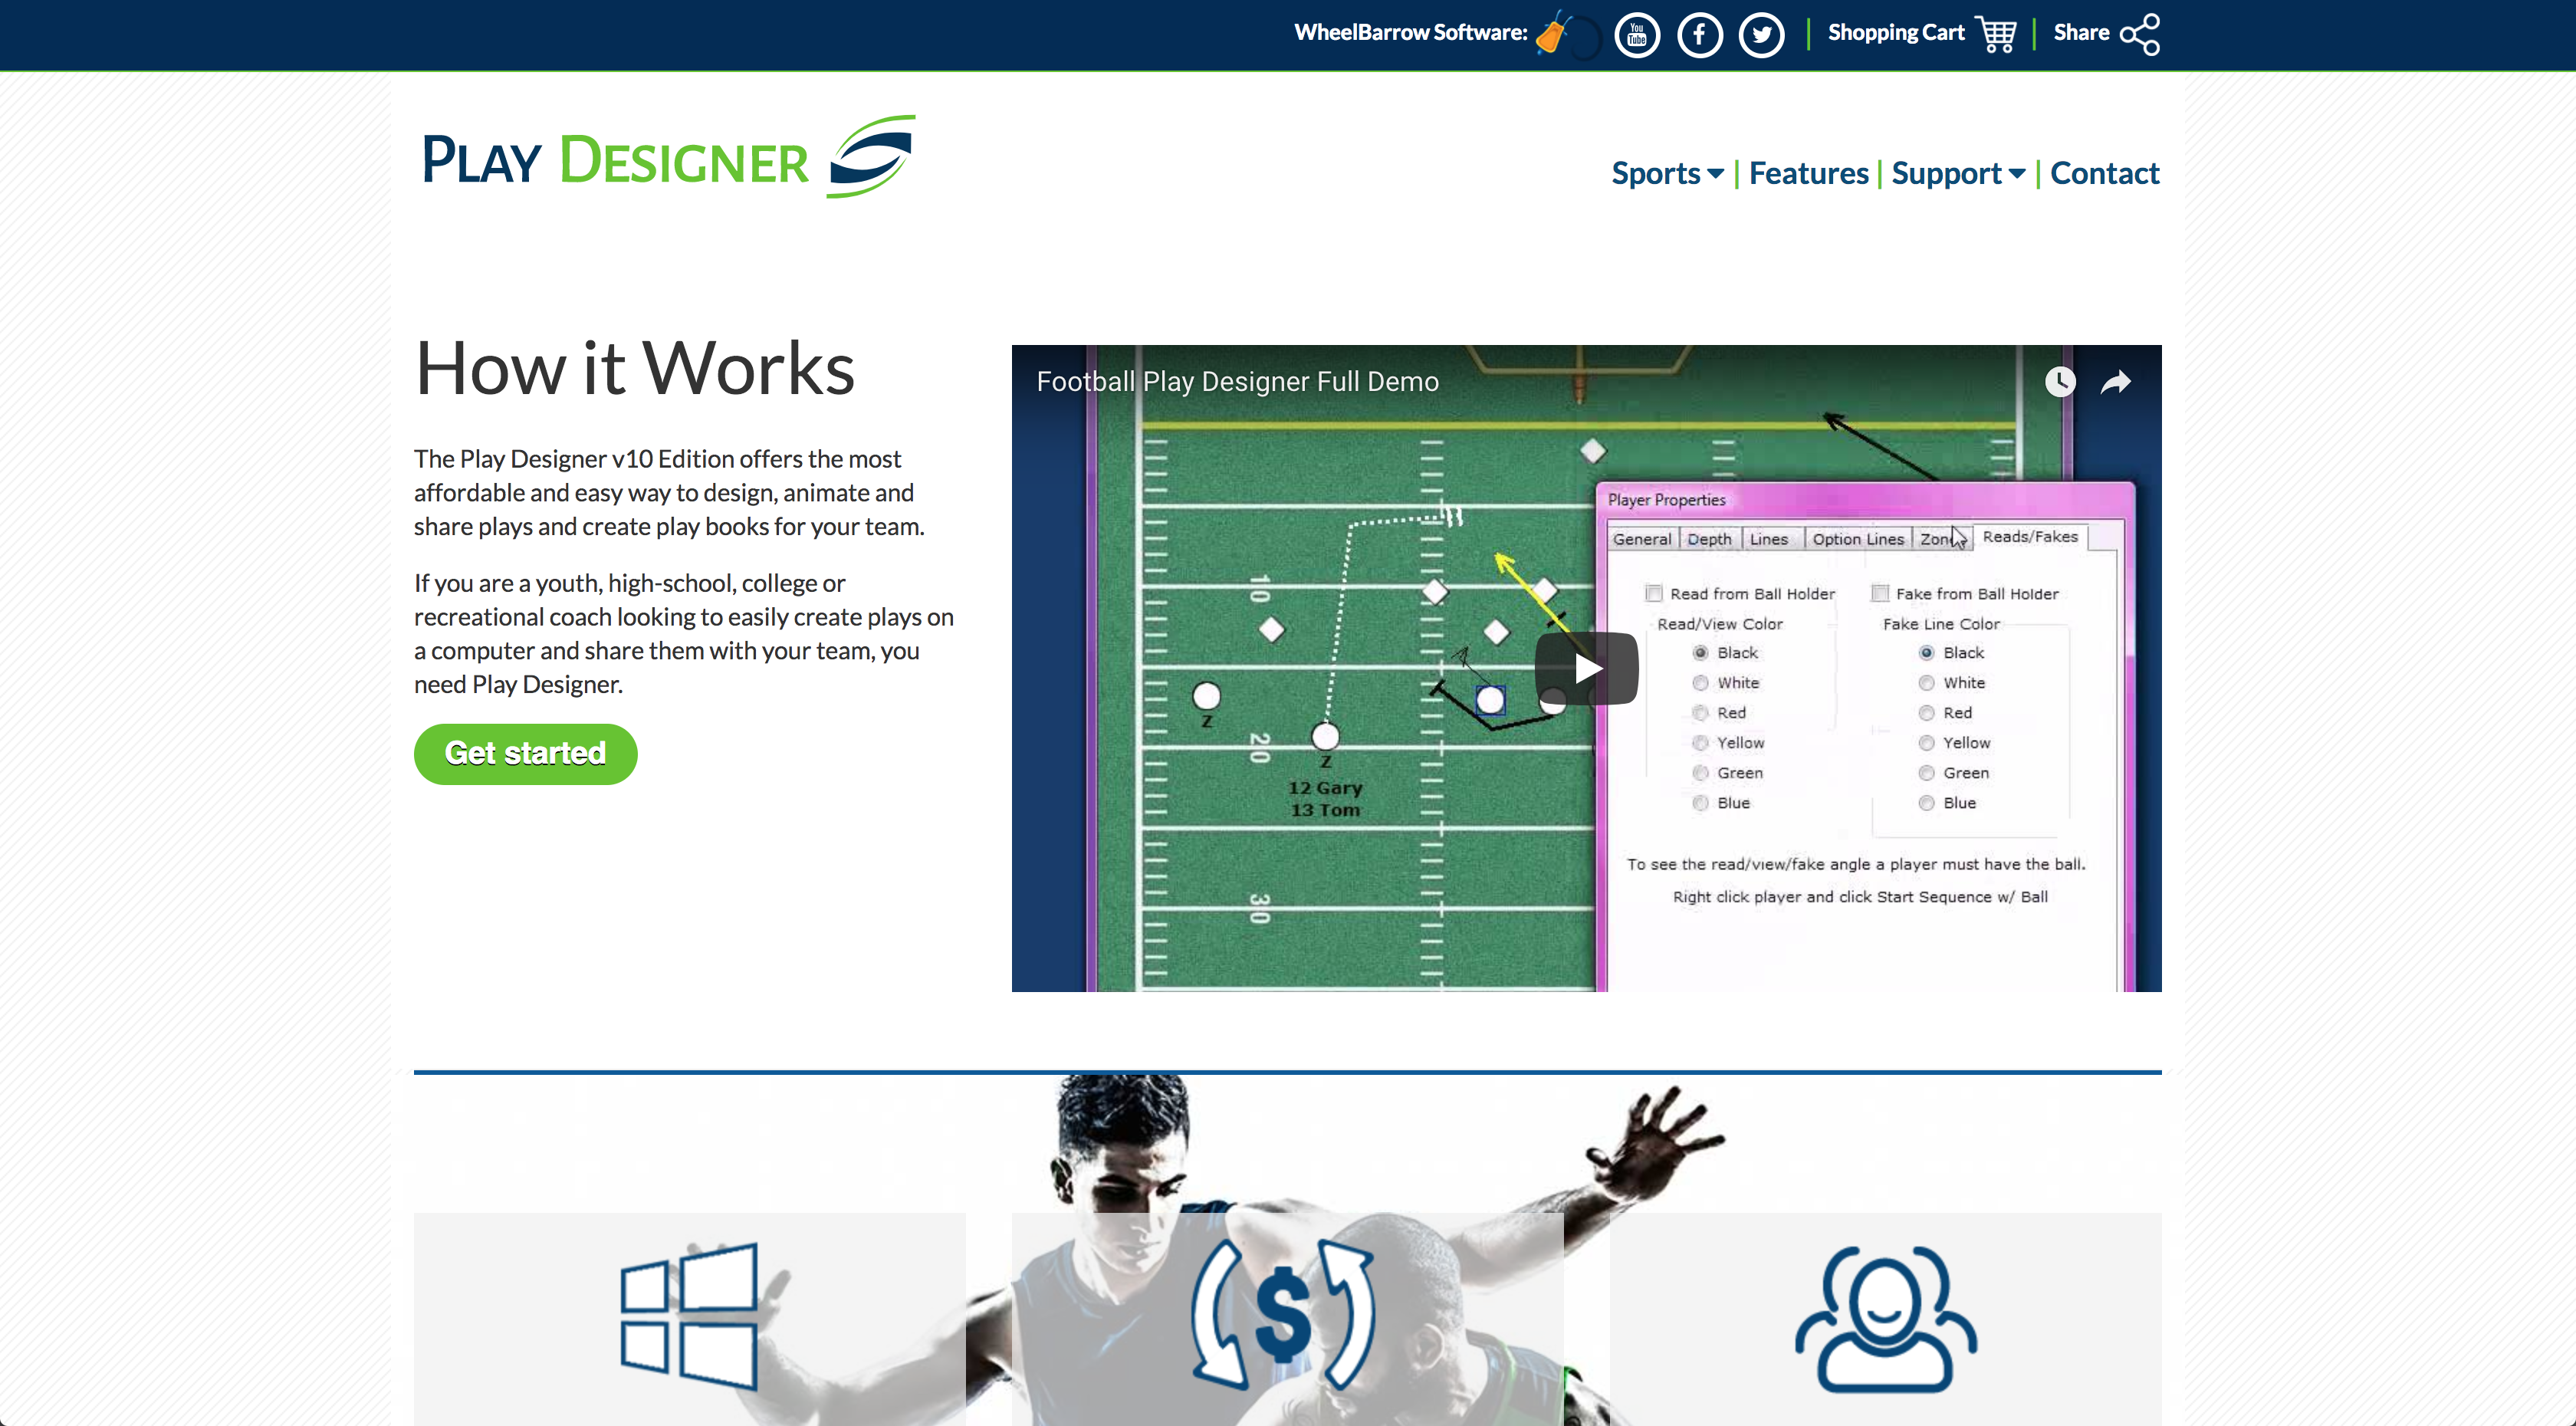 WheelBarrow Software:
You
Tube
Shopping Cart
Share
PLAY DESIGNER
Sports
Features
Support
Contact
How it Works
The Play Designer v10 Edition offers the most
affordable and easy way to design, animate and
share plays and create play books for your team.
If you are a youth, high-school, college or
recreational coach looking to easily create plays on
a computer and share them with your team, you
need Play Designer.
Get started
Football Play Designer Full Demo
10
20
30
Z
Z
12 Gary
13 Tom
Player Properties
General
Depth
Lines
Option Lines
Zone
Reads/Fakes
Read from Ball Holder
Fake from Ball Holder
Read/View Color
Fake Line Color
Black
Black
White
White
Red
Red
Yellow
Yellow
Green
Green
Blue
Blue
To see the read/view/fake angle a player must have the ball.
Right click player and click Start Sequence w/ Ball
$